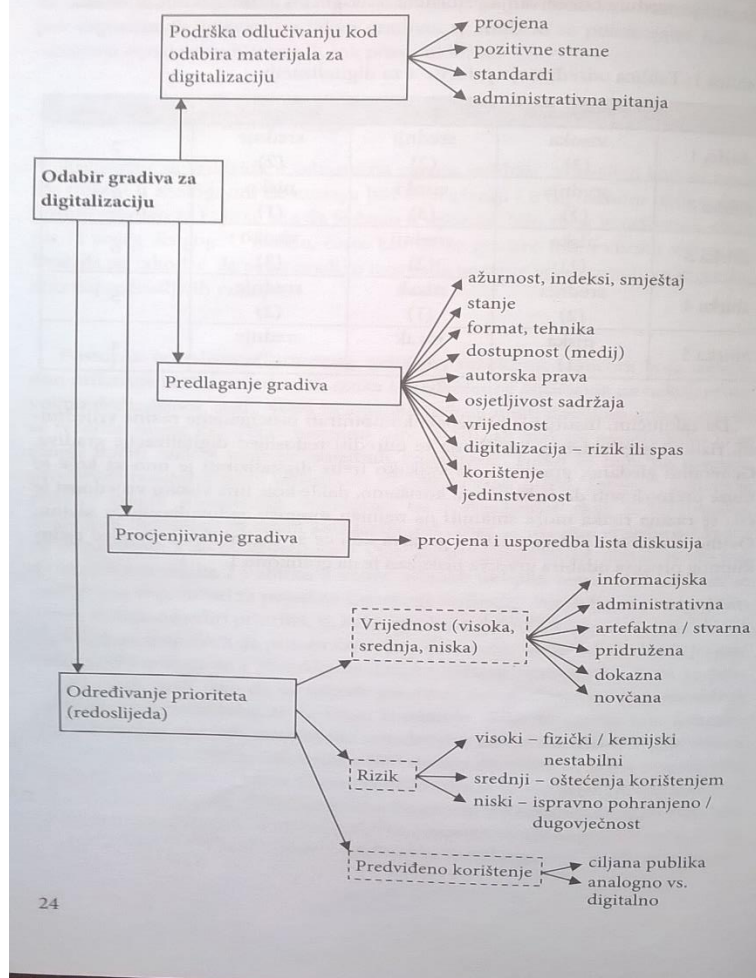 Podrška odlučivanju kod
odabira materijala za
digitalizaciju
procjena
pozitivne strane
standardi
administrativna pitanja
Odabir gradiva za
digitalizaciju
Predlaganje gradiva
ažurnost, indeksi, smještaj
stanje
format, tehnika
dostupnost (medij)
autorska prava
osjetljivost sadržaja
vrijednost
digitalizacija – rizik ili spas
korištenje
jedinstvenost
Procjenjivanje gradiva
procjena i usporedba lista diskusija
Određivanje prioriteta
(redoslijeda)
Vrijednost (visoka,
srednja, niska)
informacijska
administrativna
artefaktna / stvarna
pridružena
dokazna
novčana
Rizik
visoki – fizički / kemijski
nestabilni
srednji – oštećenja korištenjem
niski – ispravno pohranjeno /
dugovječnost
Predviđeno korištenje
ciljana publika
analogno vs.
digitalno
24